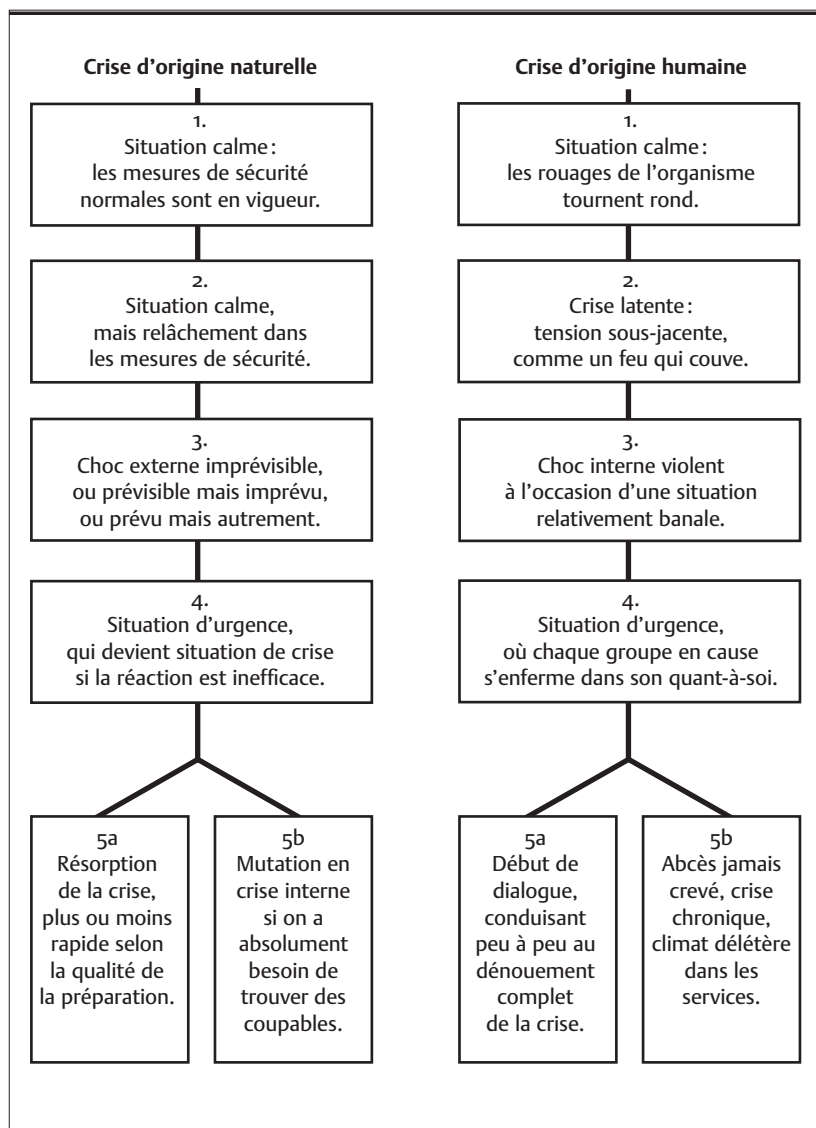 Crise d’origine naturelle
1.
Situation calme :
les mesures de sécurité
normales sont en vigueur.
2.
Situation calme,
mais relâchement dans
les mesures de sécurité.
3.
Choc externe imprévisible,
ou prévisible mais imprévu,
ou prévu mais autrement.
4.
Situation d’urgence,
qui devient situation de crise
si la réaction est inefficace.
5a
Résorption
de la crise,
plus ou moins
rapide selon
la qualité de
la préparation.
5b
Mutation en
crise interne
si on a
absolument
besoin de
trouver des
coupables.
Crise d’origine humaine
1.
Situation calme :
les rouages de l’organisme
tournent rond.
2.
Crise latente :
tension sous-jacente,
comme un feu qui couve.
3.
Choc interne violent
à l’occasion d’une situation
relativement banale.
4.
Situation d’urgence,
où chaque groupe en cause
s’enferme dans son quant-à-soi.
5a
Début de
dialogue,
conduisant
peu à peu au
dénouement
complet
de la crise.
5b
Abcès jamais
crevé, crise
chronique,
climat délétère
dans les
services.